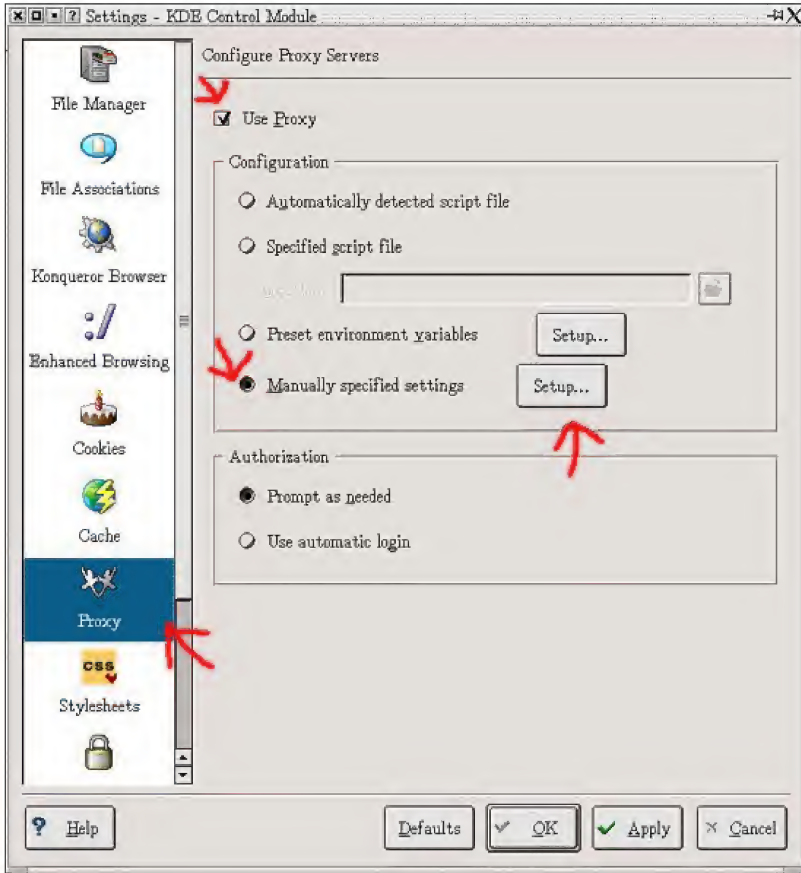 Settings - KDE Control Module
Configure Proxy Servers
File Manager
File Associations
Konqueror Browser
Enhanced Browsing
Cookies
Cache
Proxy
CSS
Stylesheets
Use Proxy
Configuration
Automatically detected script file
Specified script file
Preset environment variables
Setup...
Manually specified settings
Setup...
Authorization
Prompt as needed
Use automatic login
? Help
Defaults
OK
Apply
Cancel